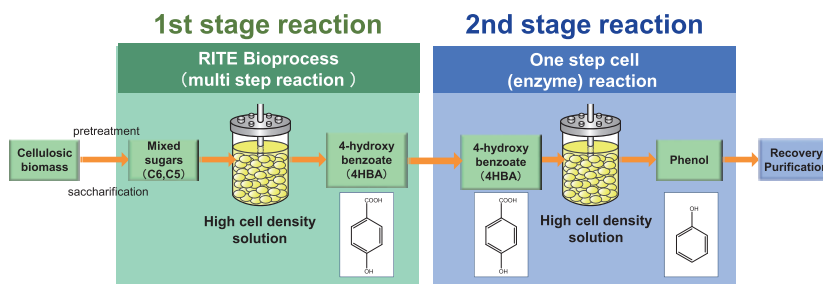 1st stage reaction
2nd stage reaction
RITE Bioprocess
（multi step reaction ）
One step cell
(enzyme) reaction
pretreatment
Cellulosic
biomass
saccharification
Mixed
sugars
（C6,C5）
High cell density
solution
4-hydroxy
benzoate
（4HBA）
COOH
OH
4-hydroxy
benzoate
（4HBA）
COOH
OH
High cell density
solution
Phenol
OH
Recovery
Purification